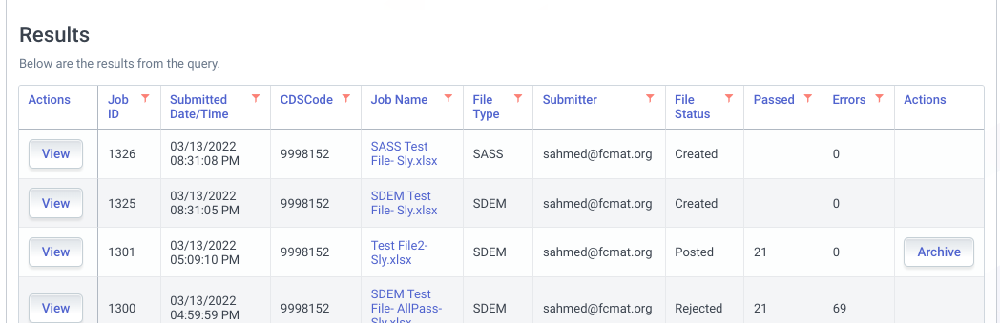 Results
Below are the results from the query.
Actions Job ID Submitted Date/Time CDSCode Job Name File Type Submitter File Status Passed Errors Actions
View 1326 03/13/2022 08:31:08 PM 9998152 SASS Test File- Sly.xlsx SASS sahmed@fcmat.org Created 0
View 1325 03/13/2022 08:31:05 PM 9998152 SDEM Test File- Sly.xlsx SDEM sahmed@fcmat.org Created 0
View 1301 03/13/2022 05:09:10 PM 9998152 Test File2- Sly.xlsx SDEM sahmed@fcmat.org Posted 21 0 Archive
View 1300 03/13/2022 04:59:59 PM 9998152 SDEM Test File- AllPass- Sly.xlsx SDEM sahmed@fcmat.org Rejected 21 69